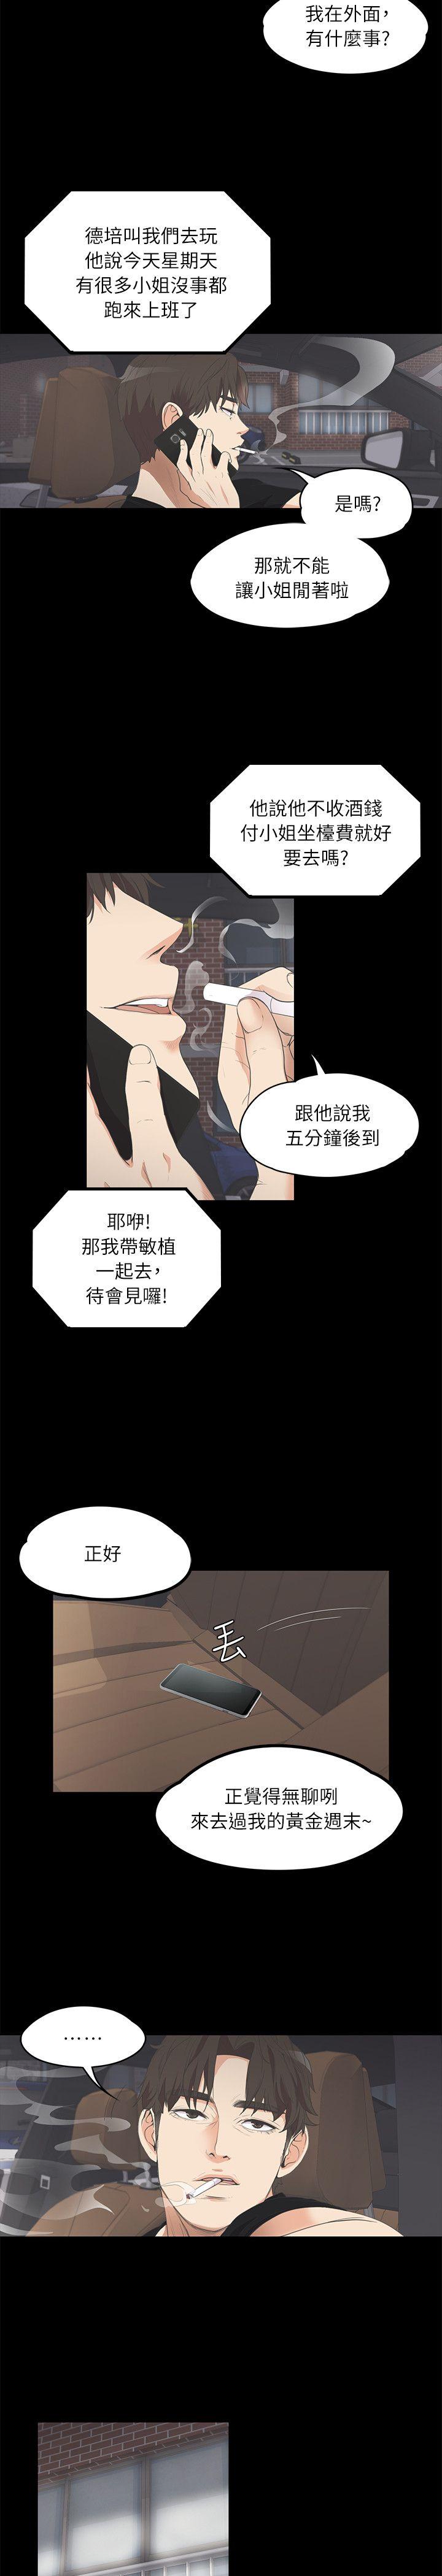 我在外面，
有什麼事?
德培叫我們去玩
他說今天星期天
有很多小姐沒事都
跑來上班了
是嗎?
那就不能
讓小姐閒著啦
他說他不收酒錢
付小姐坐檯費就好
要去嗎?
跟他說我
五分鐘後到
耶咿!
那我帶敏植
一起去，
待會見囉!
正好
丟
正覺得無聊咧
來去過我的黃金週末~
⋯⋯